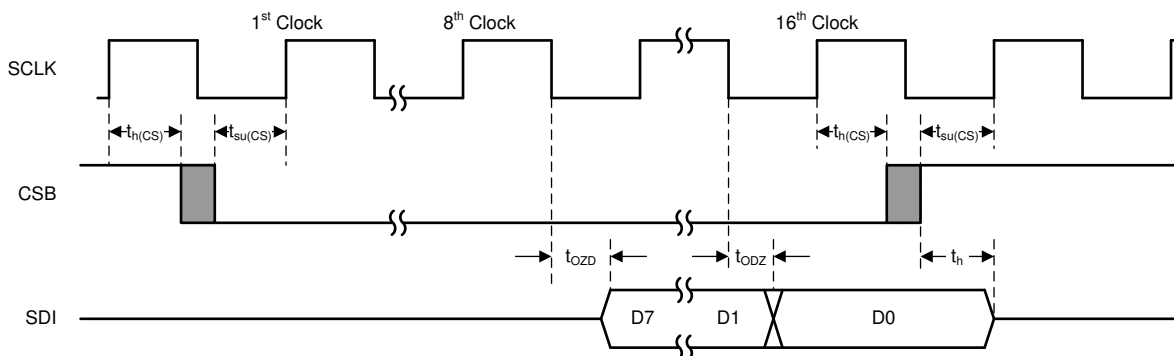 1st Clock 8th Clock 16th Clock
SCLK
th(CS) tsu(CS) th(CS) tsu(CS)
CSB
tOZD tODZ th
SDI D7 D1 D0